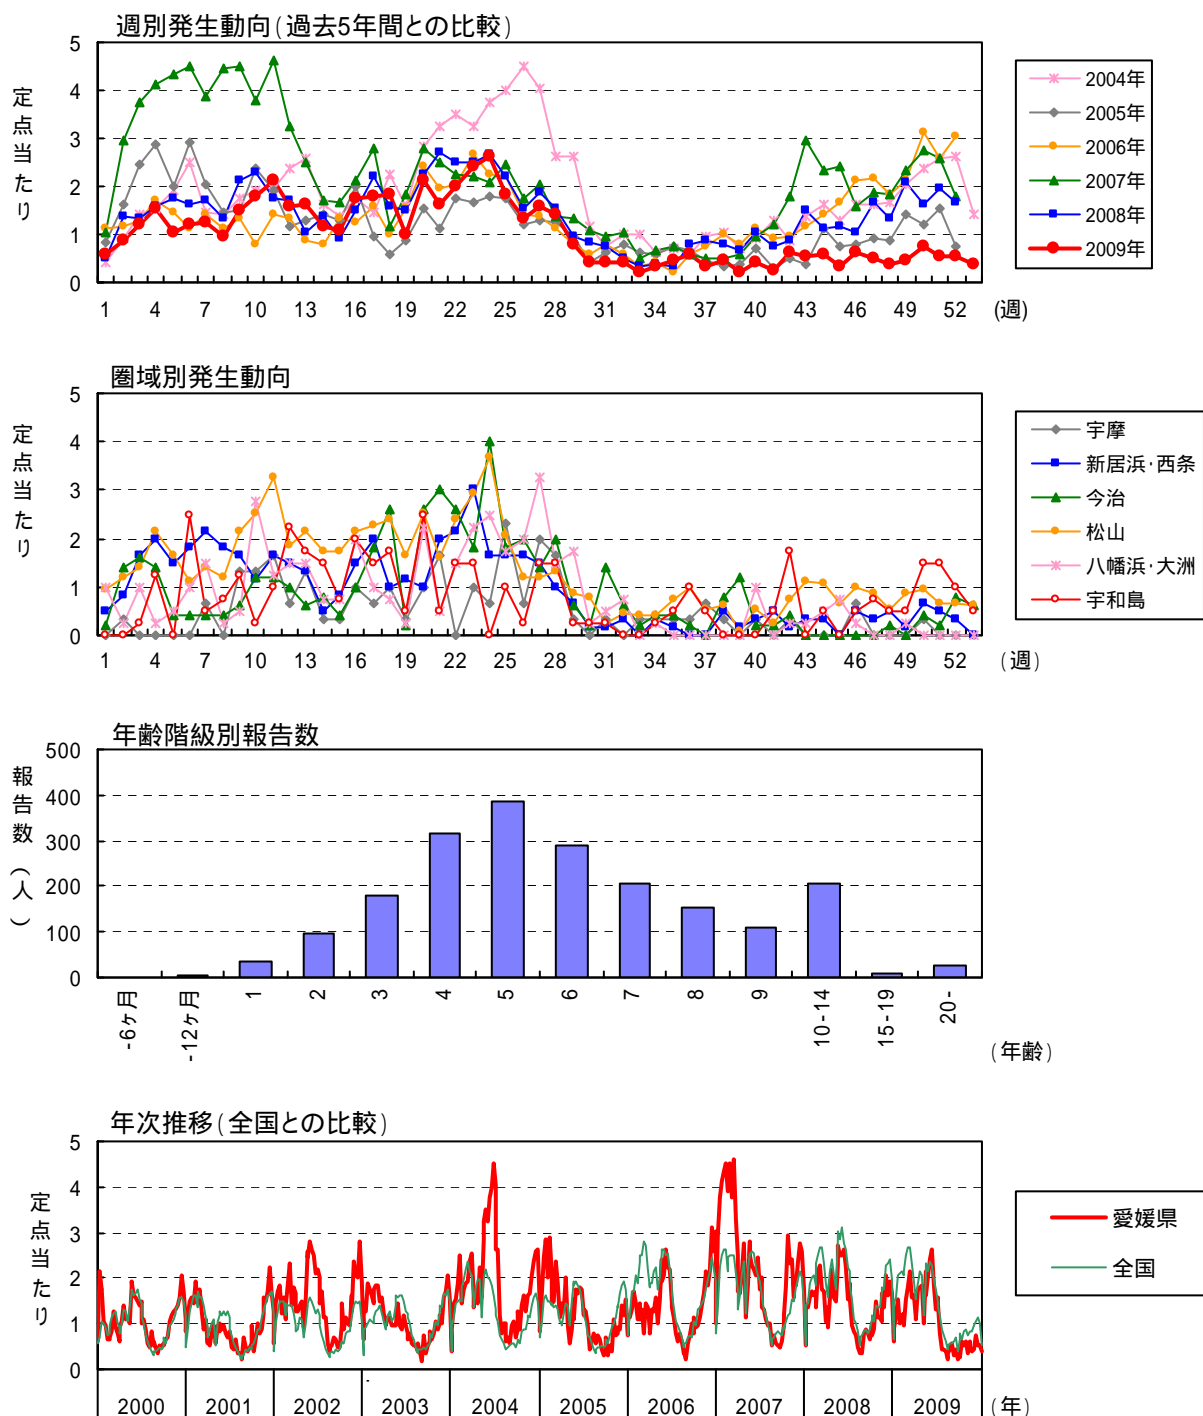 週別発生動向(過去5年間との比較)
定点当たり
5
4
3
2
1
0
1 4 7 10 13 16 19 22 25 28 31 34 37 40 43 46 49 52 (週)
2004年
2005年
2006年
2007年
2008年
2009年
圏域別発生動向
定点当たり
5
4
3
2
1
0
1 4 7 10 13 16 19 22 25 28 31 34 37 40 43 46 49 52 (週)
宇摩
新居浜・西条
今治
松山
八幡浜・大洲
宇和島
年齢階級別報告数
報告数(人)
500
400
300
200
100
0
-6ヶ月 -12ヶ月 1 2 3 4 5 6 7 8 9 10-14 15-19 20-
(年齢)
年次推移(全国との比較)
定点当たり
5
4
3
2
1
0
2000 2001 2002 2003 2004 2005 2006 2007 2008 2009 (年)
愛媛県
全国